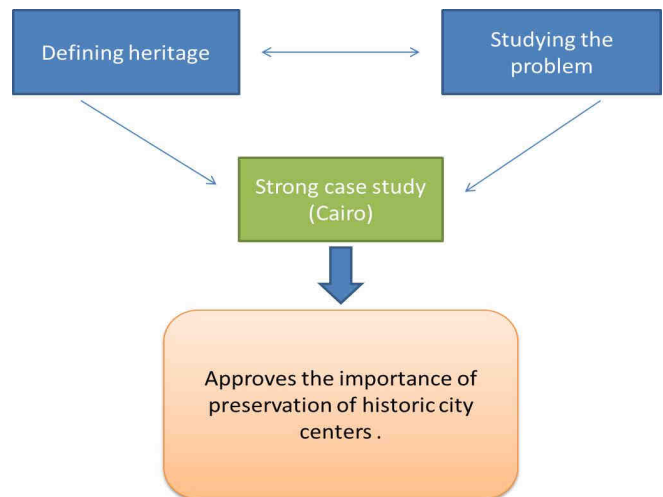 Defining heritage
Studying the
problem
Strong case study
(Cairo)
Approves the importance of
preservation of historic city
centers .